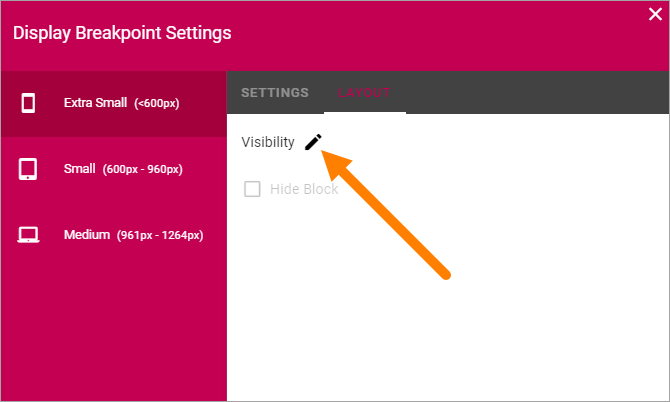 Display Breakpoint Settings
Extra Small (<600px)
Small (600px - 960px)
Medium (961px - 1264px)
SETTINGS LAYOUT
Visibility
Hide Block